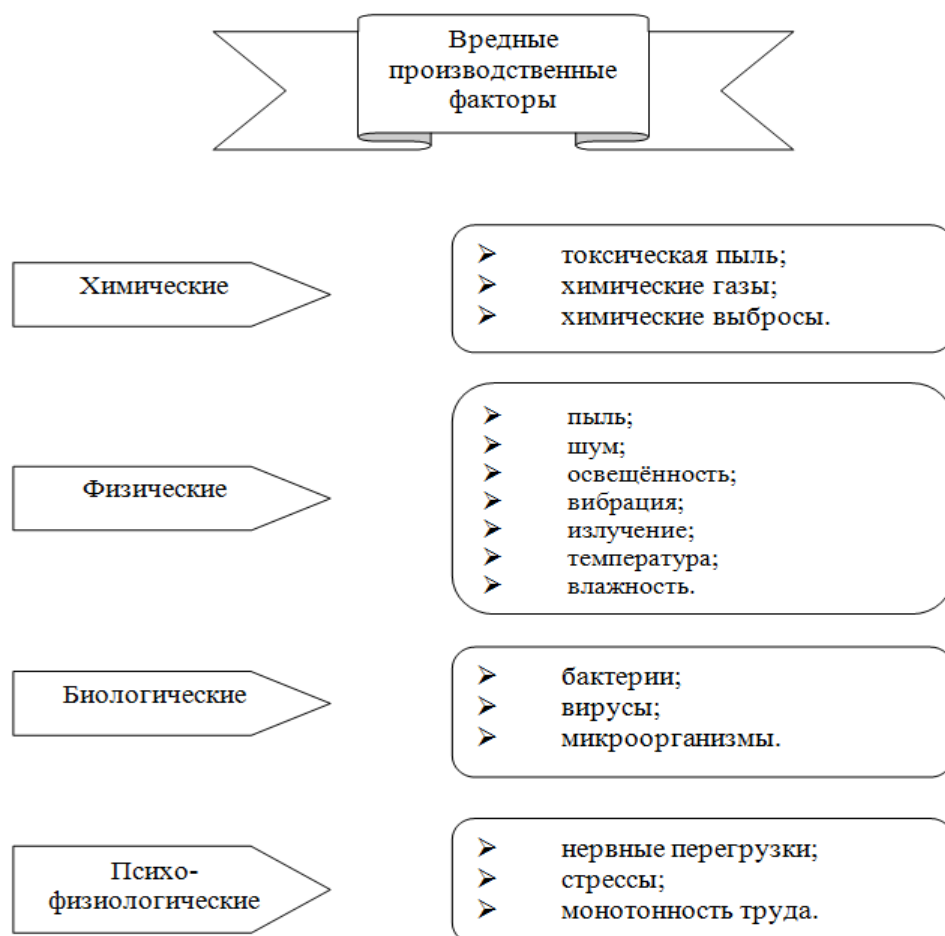 Вредные
производственные
факторы
Химические
➢ токсическая пыль;
➢ химические газы;
➢ химические выбросы.
Физические
➢ пыль;
➢ шум;
➢ освещённость;
➢ вибрация;
➢ излучение;
➢ температура;
➢ влажность.
Биологические
➢ бактерии;
➢ вирусы;
➢ микроорганизмы.
Психо-
физиологические
➢ нервные перегрузки;
➢ стрессы;
➢ монотонность труда.